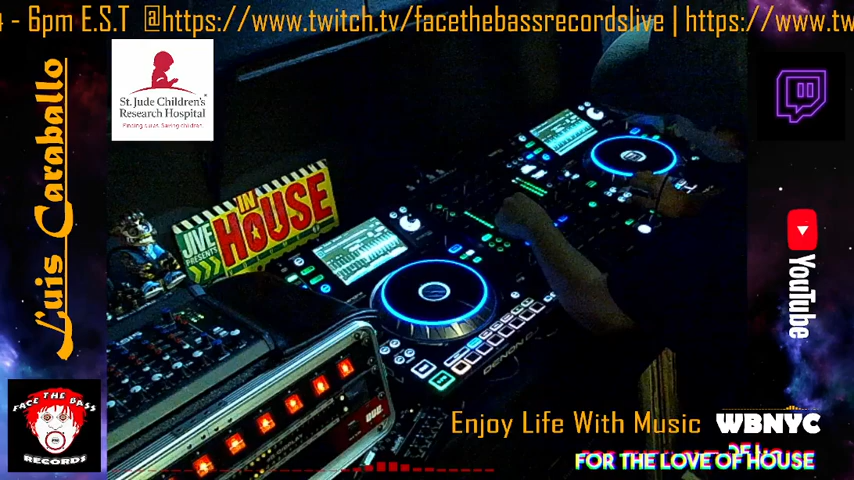 - 6pm E.S.T @https://www.twitch.tv/facethebassrecordslive | https://www.tw
Luis Caraballo
St. Jude Children's
Research Hospital
Finding cures. Saving children.
JIVE
PRESENTS
IN
HOUSE
YouTube
DENON DJ
FACE THE BASS
RECORDS
Enjoy Life With Music
WBNYC
FOR THE LOVE OF HOUSE